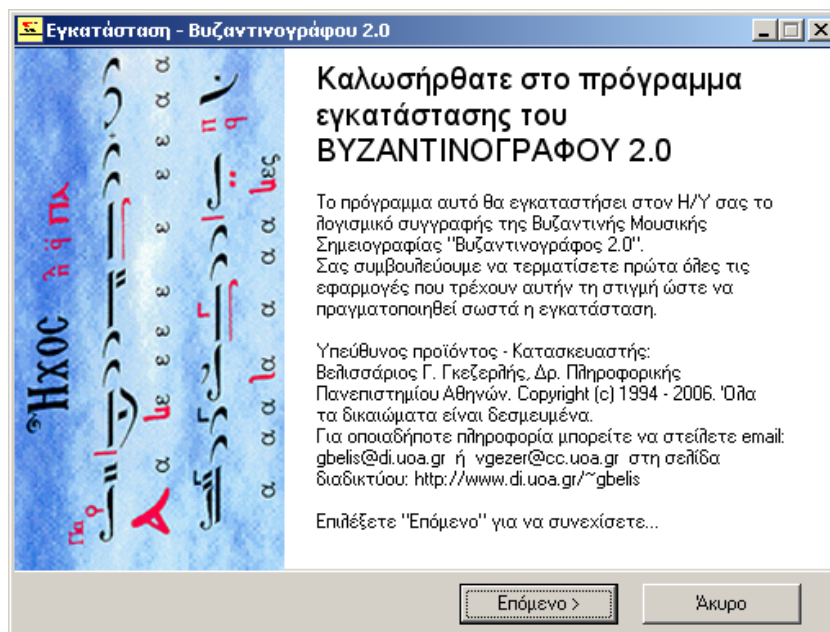 Εγκατάσταση - Βυζαντινογράφου 2.0
Καλωσήρθατε στο πρόγραμμα
εγκατάστασης του
ΒΥΖΑΝΤΙΝΟΓΡΑΦΟΥ 2.0
Το πρόγραμμα αυτό θα εγκαταστήσει στον Η/Υ σας το
λογισμικό συγγραφής της Βυζαντινής Μουσικής
Σημειογραφίας "Βυζαντινογράφος 2.0".
Σας συμβουλεύουμε να τερματίσετε πρώτα όλες τις
εφαρμογές που τρέχουν αυτήν τη στιγμή ώστε να
πραγματοποιηθεί σωστά η εγκατάσταση.
Υπεύθυνος προϊόντος - Κατασκευαστής:
Βελισσάριος Γ. Γκεζερλής, Δρ. Πληροφορικής
Πανεπιστημίου Αθηνών. Copyright (c) 1994 - 2006. Όλα
τα δικαιώματα είναι δεσμευμένα.
Για οποιαδήποτε πληροφορία μπορείτε να στείλετε email:
gbelis@di.uoa.gr ή vgezer@cc.uoa.gr στη σελίδα
διαδικτύου: http://www.di.uoa.gr/~gbelis
Επιλέξετε "Επόμενο" για να συνεχίσετε...
Επόμενο >
Άκυρο
Ηχος